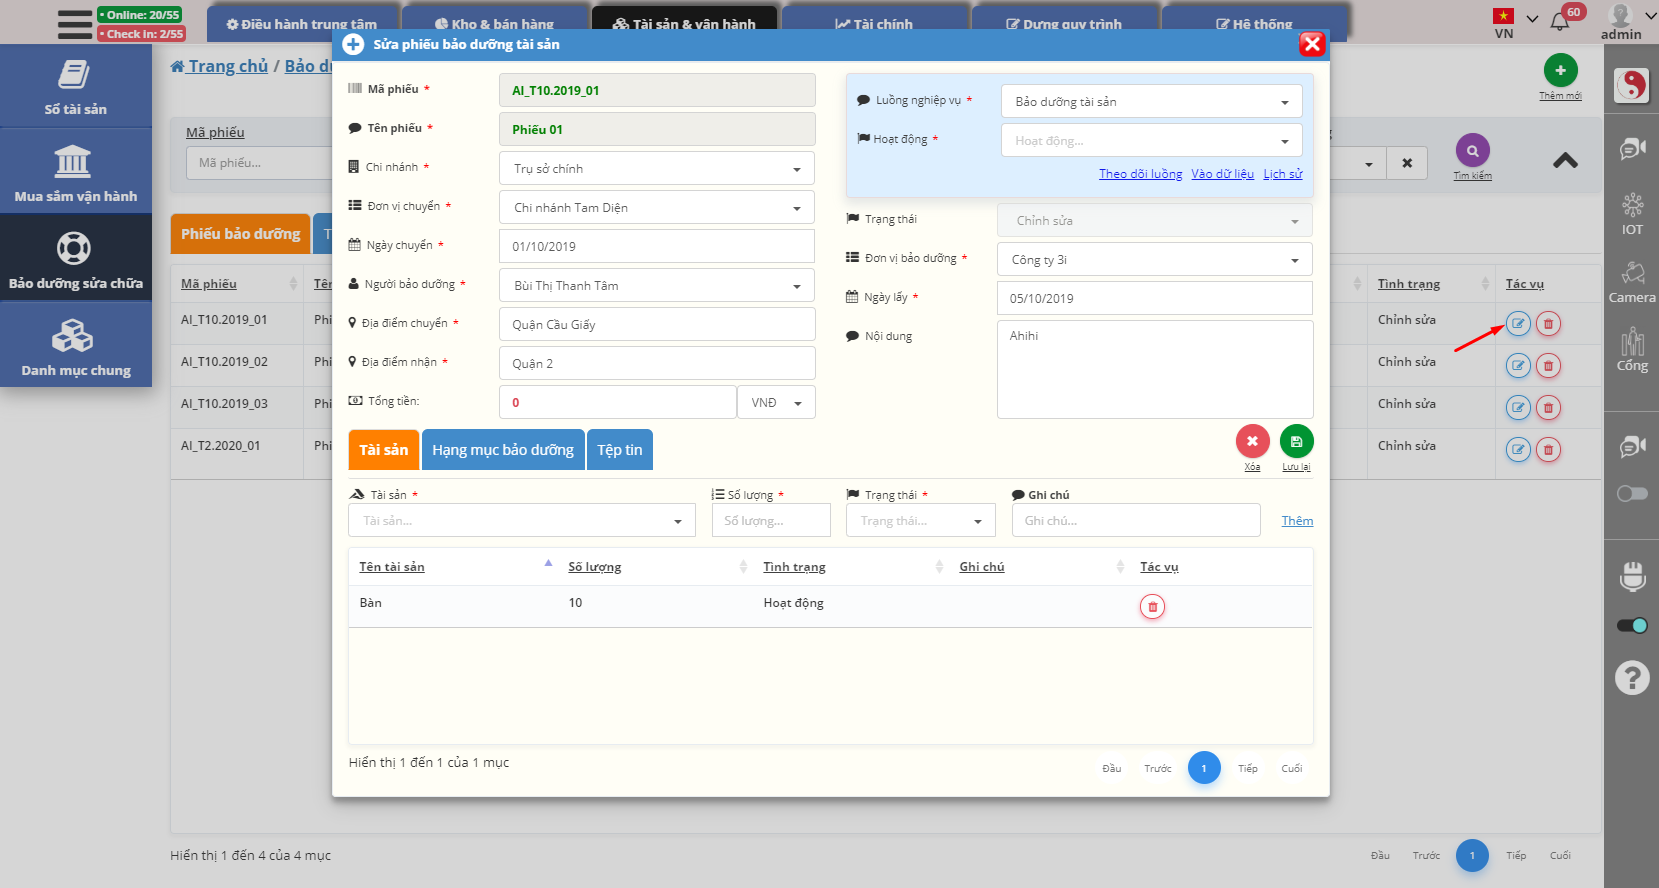 • Online: 20/55
• Check in: 2/55
Điều hành trung tâm
Kho & bán hàng
Tài sản & vận hành
Tài chính
Dựng quy trình
Hệ thống
VN
60
admin
Sổ tài sản
Mua sắm vận hành
Bảo dưỡng sửa chữa
Danh mục chung
Trang chủ / Bảo
Thêm mới
Mã phiếu
Mã phiếu...
Tìm kiếm
Phiếu bảo dưỡng
Mã phiếu
Tình trạng
Tác vụ
AI_T10.2019_01
Chỉnh sửa
AI_T10.2019_02
Chỉnh sửa
AI_T10.2019_03
Chỉnh sửa
AI_T2.2020_01
Chỉnh sửa
Hiển thị 1 đến 4 của 4 mục
Đầu Trước 1 Tiếp Cuối
IOT
Camera
Cổng
Sửa phiếu bảo dưỡng tài sản
Mã phiếu *
AI_T10.2019_01
Tên phiếu *
Phiếu 01
Chi nhánh *
Trụ sở chính
Đơn vị chuyển *
Chi nhánh Tam Diện
Ngày chuyển *
01/10/2019
Người bảo dưỡng *
Bùi Thị Thanh Tâm
Địa điểm chuyển *
Quận Cầu Giấy
Địa điểm nhận *
Quận 2
Tổng tiền:
0
VNĐ
Luồng nghiệp vụ *
Bảo dưỡng tài sản
Hoạt động *
Hoạt động...
Theo dõi luồng Vào dữ liệu Lịch sử
Trạng thái
Chỉnh sửa
Đơn vị bảo dưỡng *
Công ty 3i
Ngày lấy *
05/10/2019
Nội dung
Ahihi
Tài sản
Hạng mục bảo dưỡng
Tệp tin
Xóa
Lưu lại
Tài sản *
Số lượng *
Trạng thái *
Ghi chú
Tài sản...
Số lượng...
Trạng thái...
Ghi chú...
Thêm
Tên tài sản
Số lượng
Tình trạng
Ghi chú
Tác vụ
Bàn
10
Hoạt động
Hiển thị 1 đến 1 của 1 mục
Đầu Trước 1 Tiếp Cuối